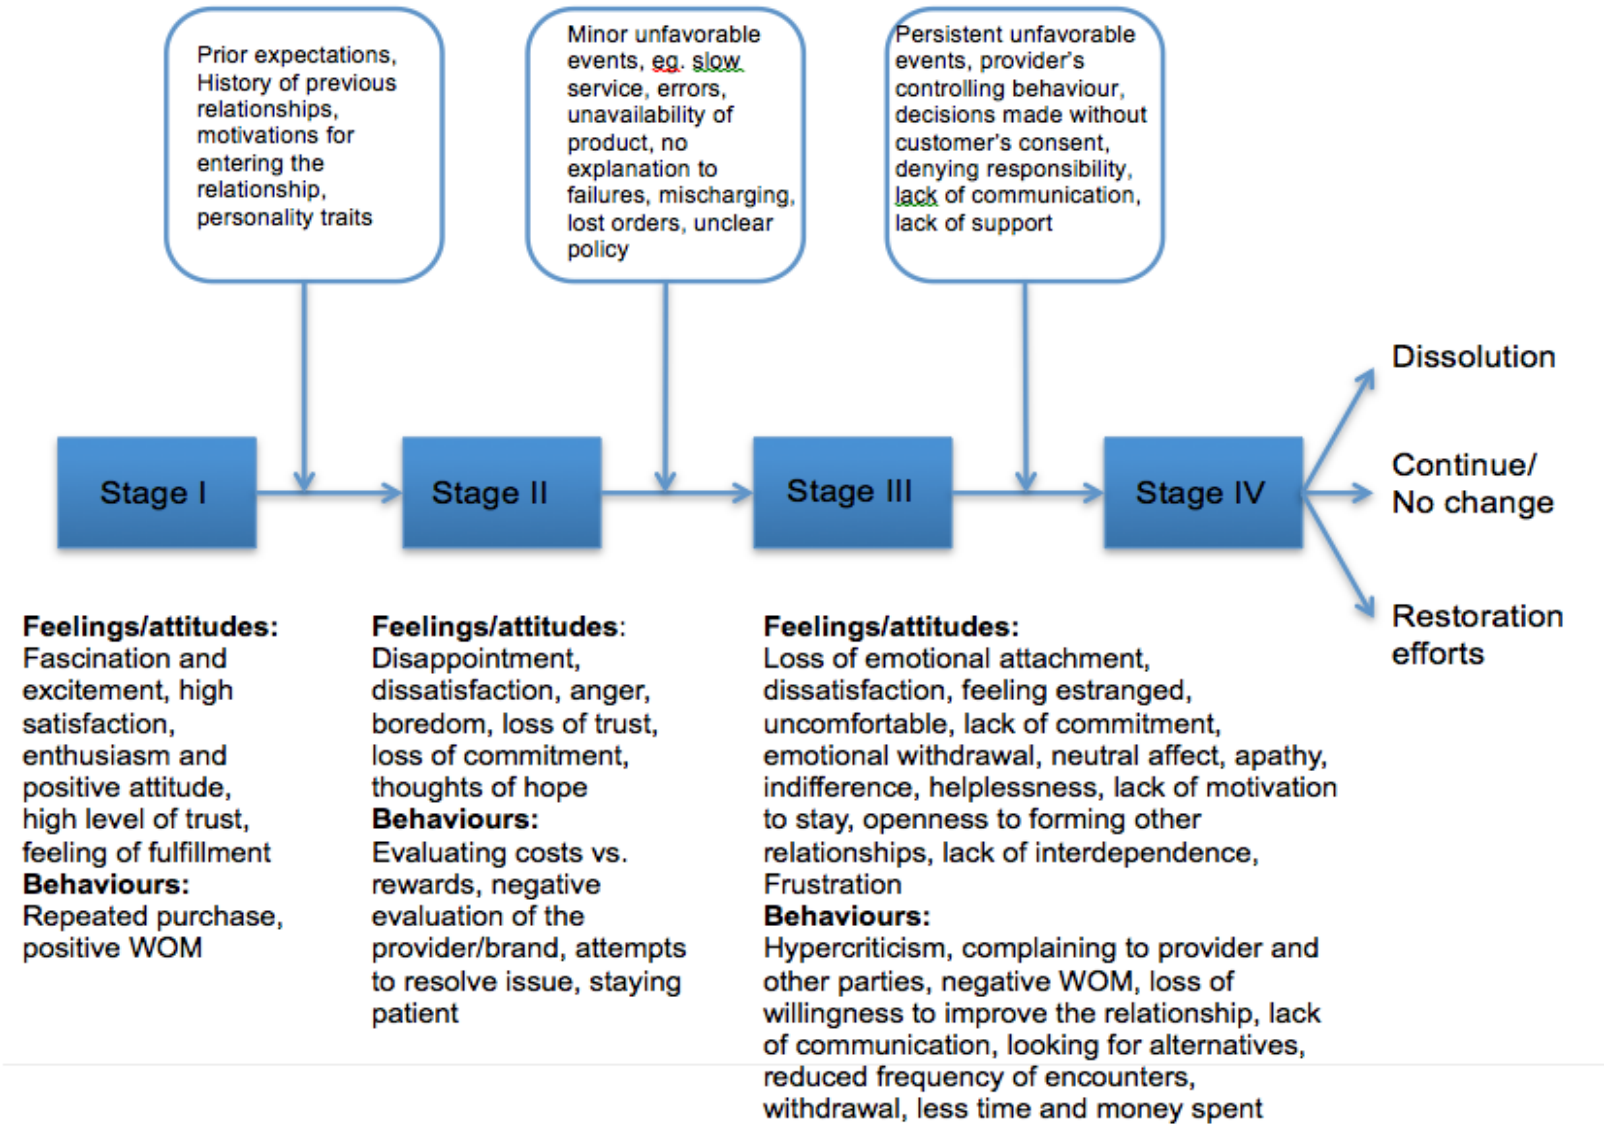 Prior expectations,
History of previous
relationships,
motivations for
entering the
relationship,
personality traits
Minor unfavorable
events, eg. slow
service, errors,
unavailability of
product, no
explanation to
failures, mischarging,
lost orders, unclear
policy
Persistent unfavorable
events, provider's
controlling behaviour,
decisions made without
customer's consent,
denying responsibility,
lack of communication,
lack of support
Stage I
Stage II
Stage III
Stage IV
Dissolution
Continue/
No change
Restoration
efforts
Feelings/attitudes:
Fascination and
excitement, high
satisfaction,
enthusiasm and
positive attitude,
high level of trust,
feeling of fulfillment
Behaviours:
Repeated purchase,
positive WOM
Feelings/attitudes:
Disappointment,
dissatisfaction, anger,
boredom, loss of trust,
loss of commitment,
thoughts of hope
Behaviours:
Evaluating costs vs.
rewards, negative
evaluation of the
provider/brand, attempts
to resolve issue, staying
patient
Feelings/attitudes:
Loss of emotional attachment,
dissatisfaction, feeling estranged,
uncomfortable, lack of commitment,
emotional withdrawal, neutral affect, apathy,
indifference, helplessness, lack of motivation
to stay, openness to forming other
relationships, lack of interdependence,
Frustration
Behaviours:
Hypercriticism, complaining to provider and
other parties, negative WOM, loss of
willingness to improve the relationship, lack
of communication, looking for alternatives,
reduced frequency of encounters,
withdrawal, less time and money spent